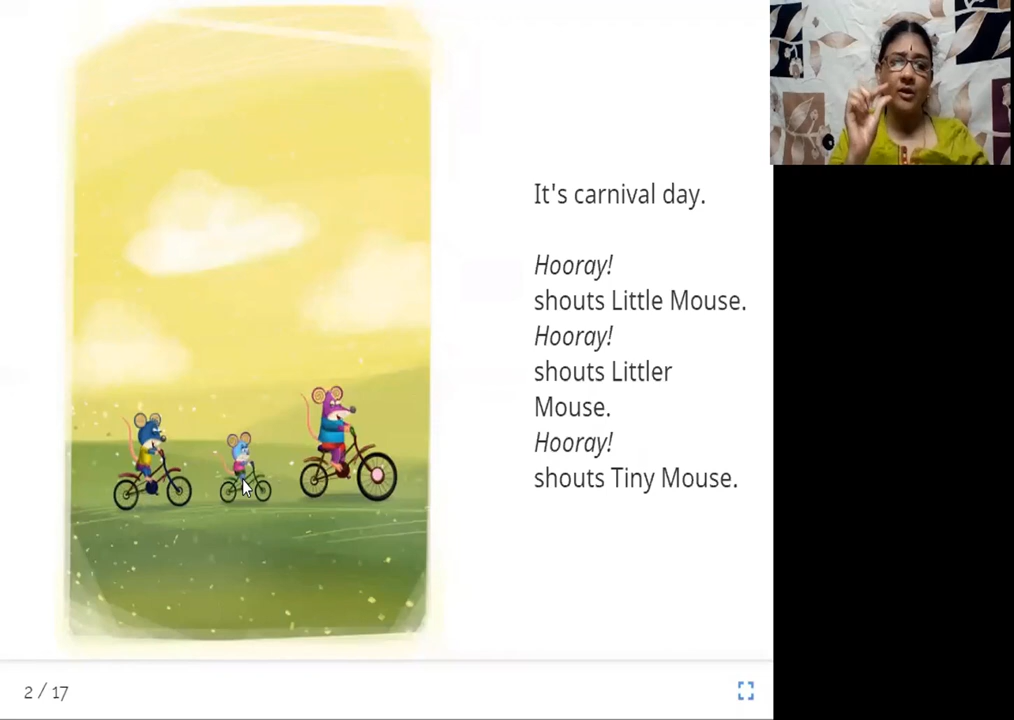 It's carnival day.
Hooray!
shouts Little Mouse.
Hooray!
shouts Littler
Mouse.
Hooray!
shouts Tiny Mouse.
2 / 17